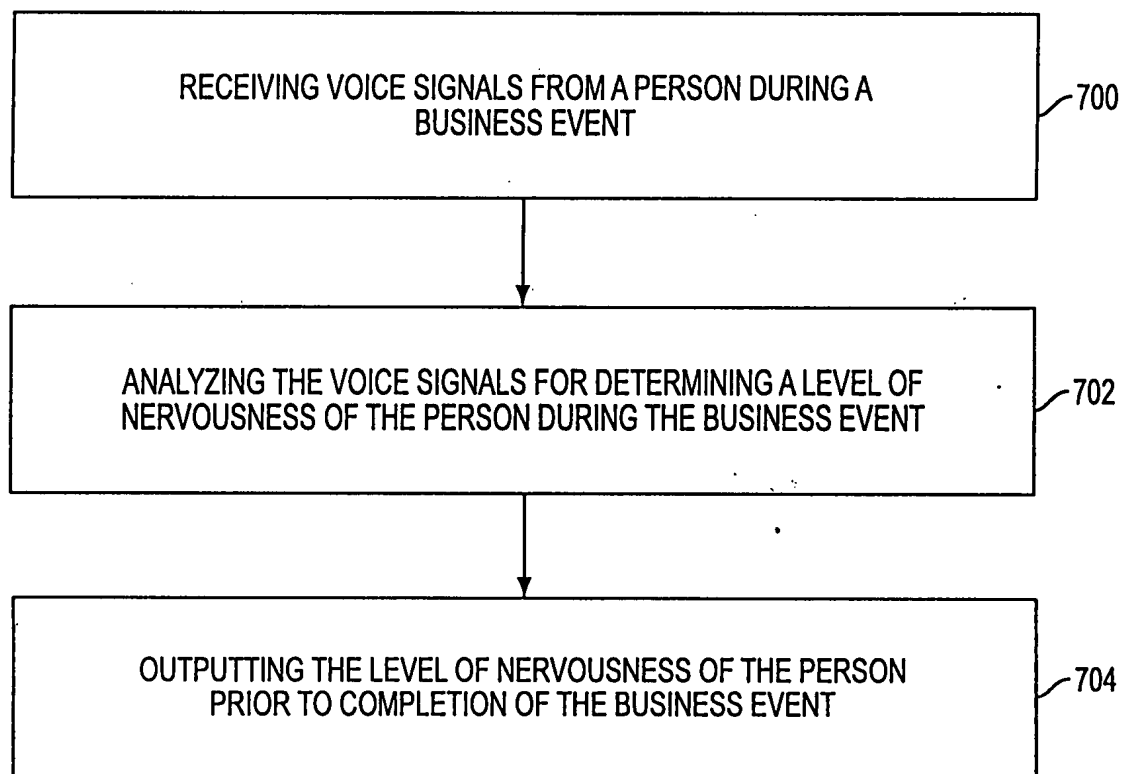 RECEIVING VOICE SIGNALS FROM A PERSON DURING A
BUSINESS EVENT
700
ANALYZING THE VOICE SIGNALS FOR DETERMINING A LEVEL OF
NERVOUSNESS OF THE PERSON DURING THE BUSINESS EVENT
702
OUTPUTTING THE LEVEL OF NERVOUSNESS OF THE PERSON
PRIOR TO COMPLETION OF THE BUSINESS EVENT
704